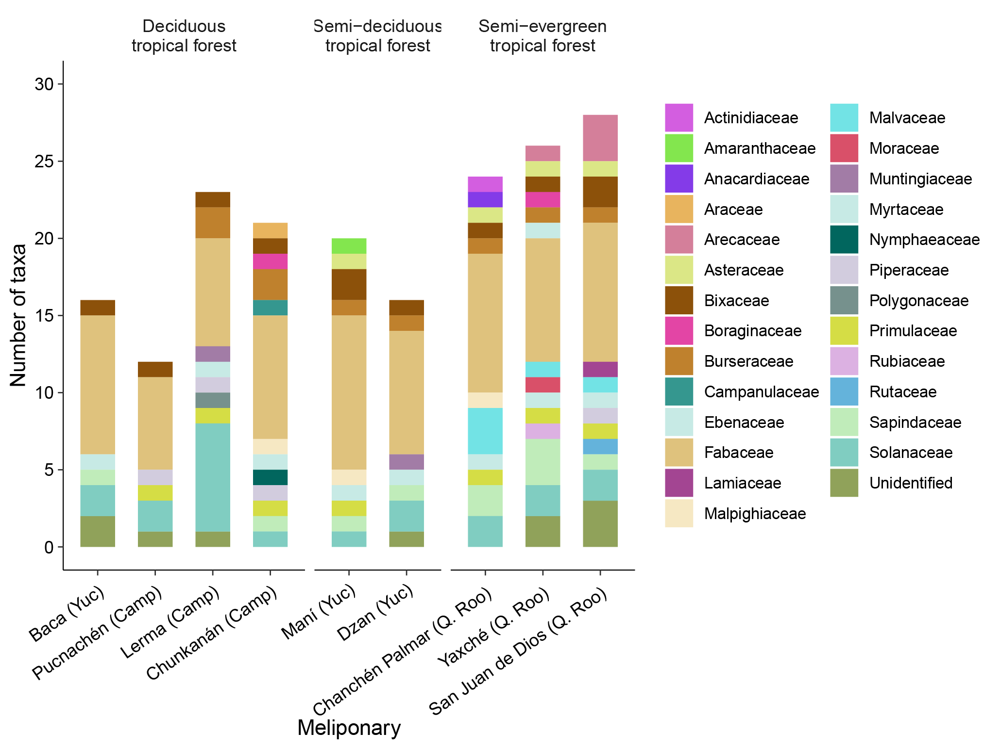 Deciduous
tropical forest
Semi−deciduous
tropical forest
Semi−evergreen
tropical forest
Number of taxa
30
25
20
15
10
5
0
Baca (Yuc)
Pucnachén (Camp)
Lerma (Camp)
Chunkanán (Camp)
Maní (Yuc)
Dzan (Yuc)
Chanchén Palmar (Q. Roo)
Yaxché (Q. Roo)
San Juan de Dios (Q. Roo)
Meliponary
Actinidiaceae
Amaranthaceae
Anacardiaceae
Araceae
Arecaceae
Asteraceae
Bixaceae
Boraginaceae
Burseraceae
Campanulaceae
Ebenaceae
Fabaceae
Lamiaceae
Malpighiaceae
Malvaceae
Moraceae
Muntingiaceae
Myrtaceae
Nymphaeaceae
Piperaceae
Polygonaceae
Primulaceae
Rubiaceae
Rutaceae
Sapindaceae
Solanaceae
Unidentified